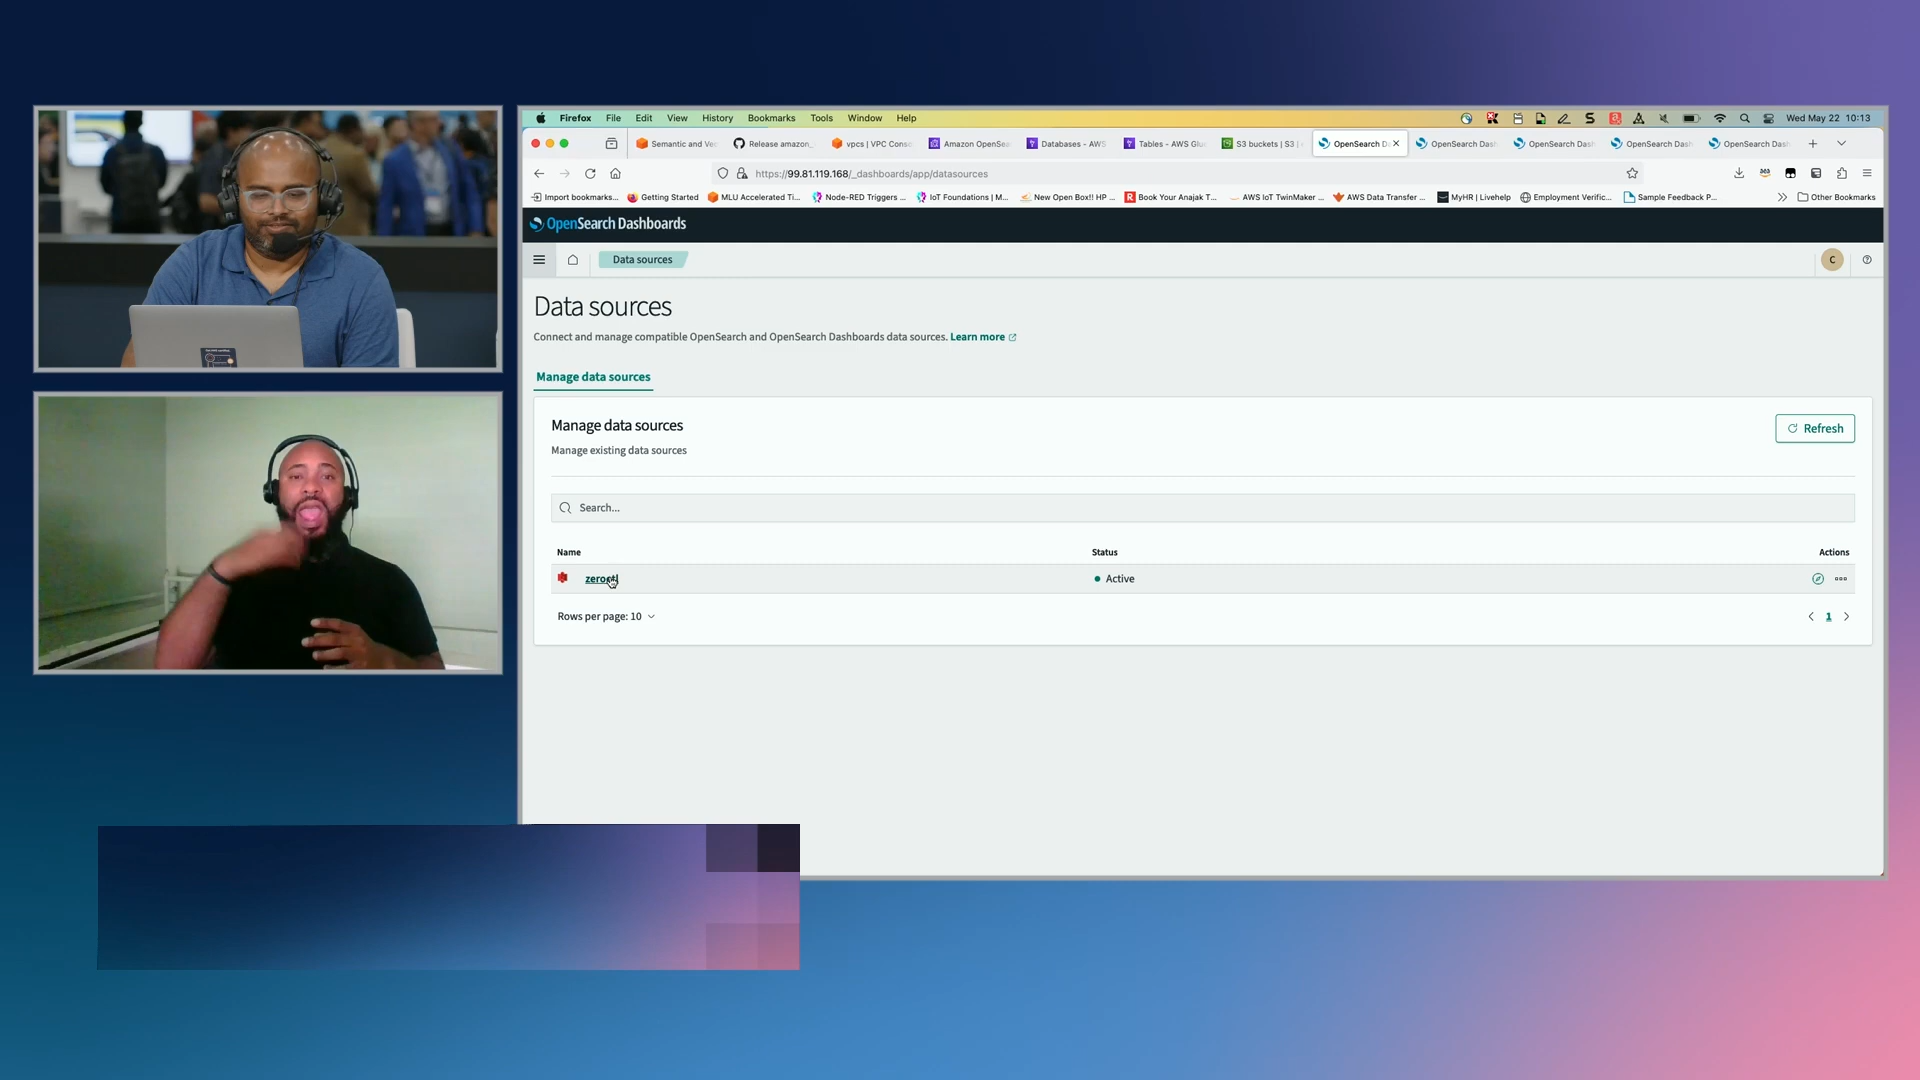 Firefox File Edit View History Bookmarks Tools Window Help Wed May 22 10:13
Semantic and Vec
Release amazon_
vpcs | VPC Cons
Amazon OpenSea
Databases - AWS
Tables - AWS Glu
S3 buckets | S3 |
OpenSearch D
OpenSearch Dash
OpenSearch Dash
OpenSearch Dash
OpenSearch Dash
https://99.81.119.168/_dashboards/app/datasources
Import bookmarks... Getting Started MLU Accelerated Ti... Node-RED Triggers ... IoT Foundations | M... New Open Box!! HP ... Book Your Anajak T... AWS IoT TwinMaker ... AWS Data Transfer ... MyHR | Livehelp Employment Verific... Sample Feedback P... Other Bookmarks
OpenSearch Dashboards
Data sources
C
Data sources
Connect and manage compatible OpenSearch and OpenSearch Dashboards data sources. Learn more
Manage data sources
Manage data sources
Refresh
Manage existing data sources
Search...
Name Status Actions
Active
Rows per page: 10
1